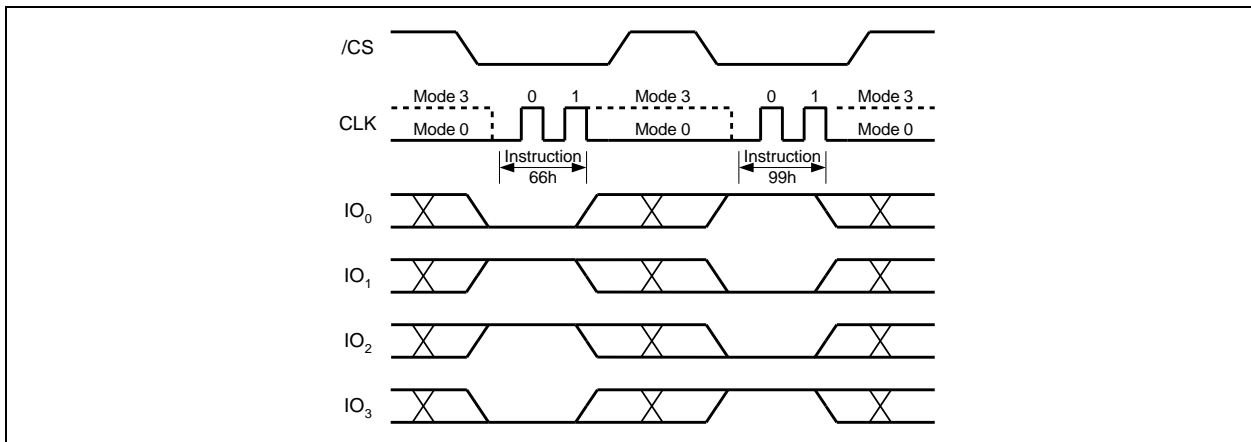 /CS
Mode 3 0 1 Mode 3 0 1 Mode 3
CLK Mode 0 Mode 0 Mode 0
Instruction Instruction
66h 99h
IO₀
IO₁
IO₂
IO₃